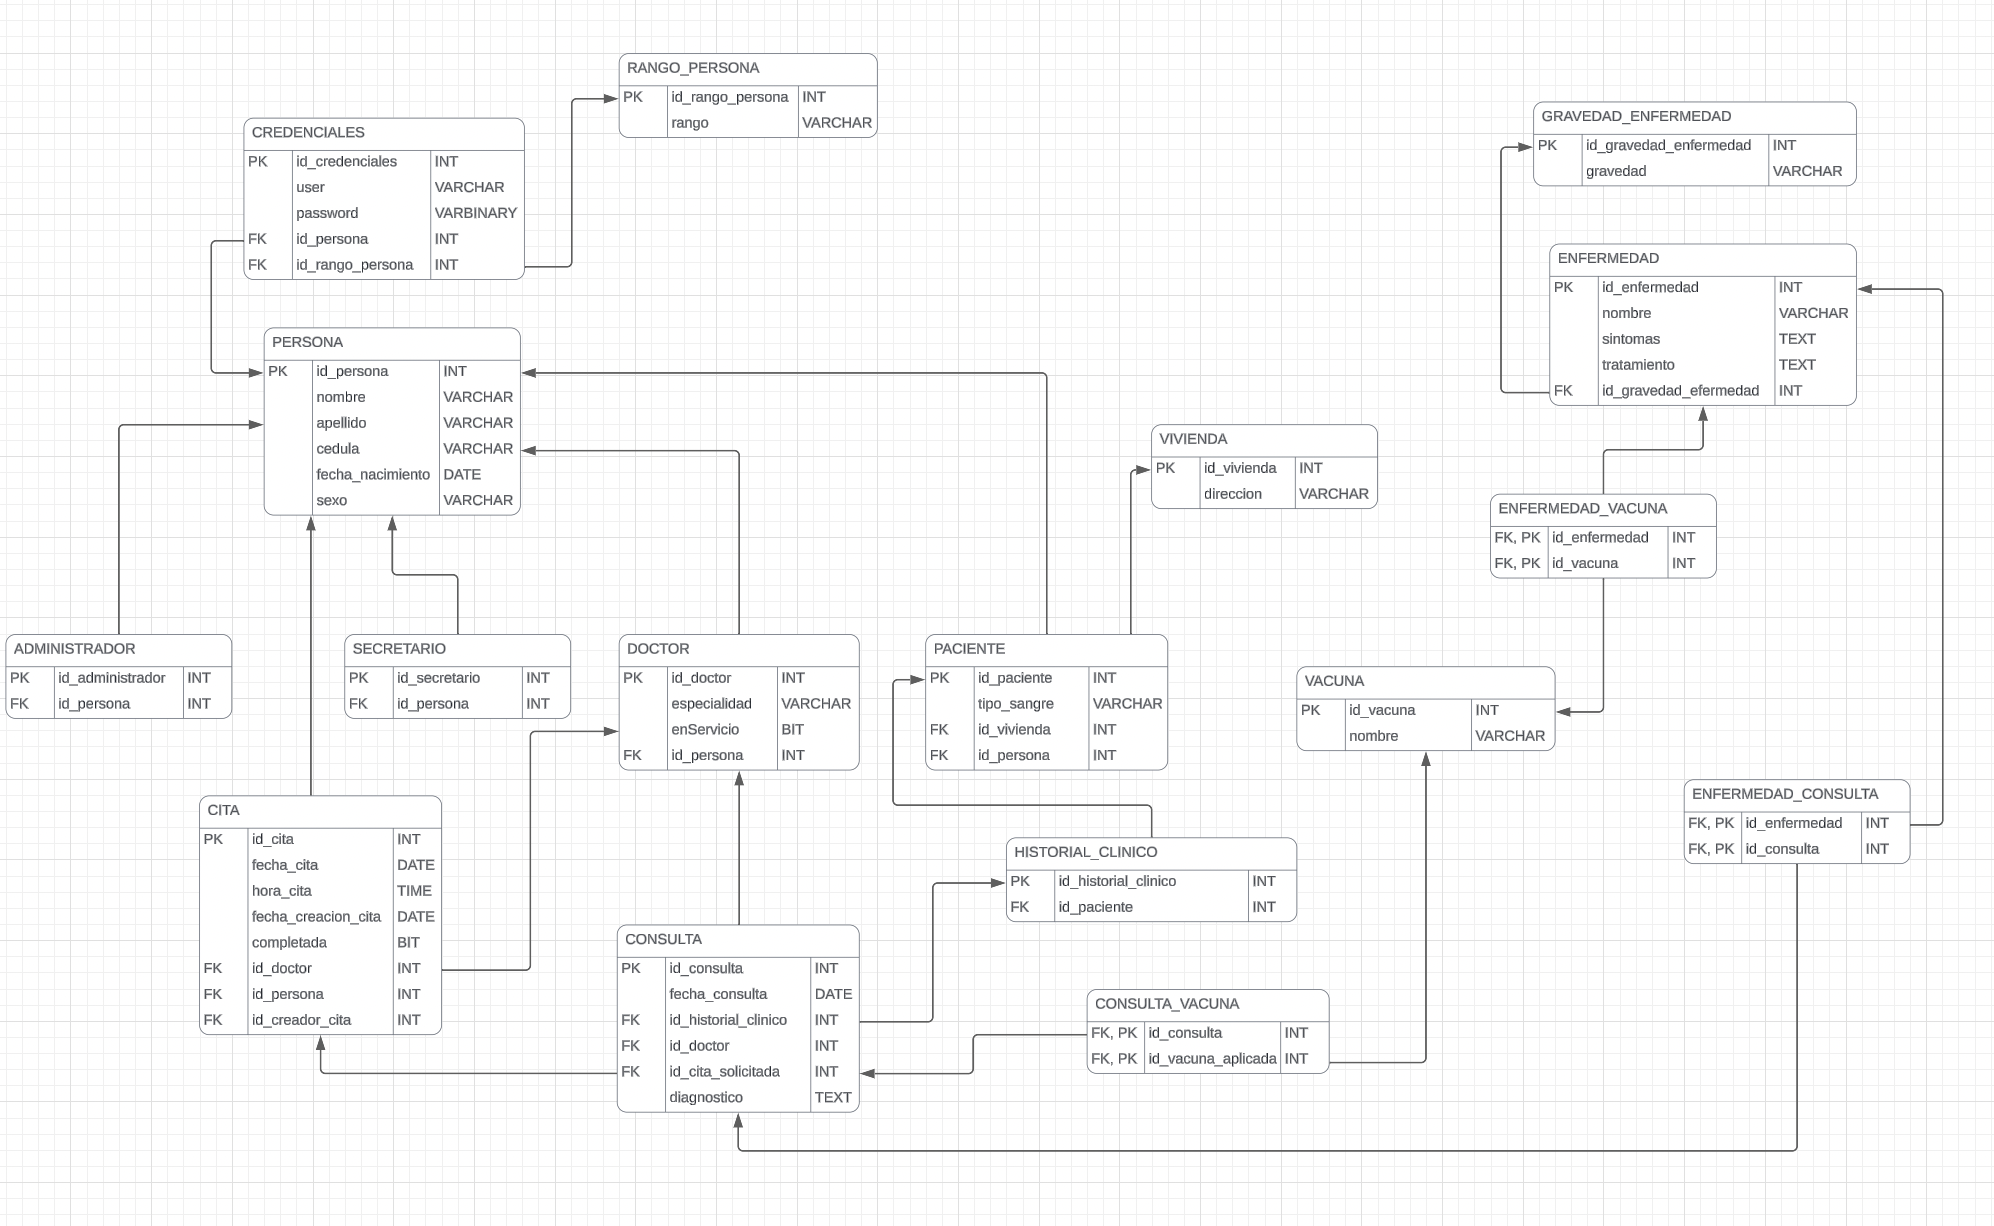 RANGO_PERSONA
PK id_rango_persona INT
rango VARCHAR
CREDENCIALES
PK id_credenciales INT
user VARCHAR
password VARBINARY
FK id_persona INT
FK id_rango_persona INT
GRAVEDAD_ENFERMEDAD
PK id_gravedad_enfermedad INT
gravedad VARCHAR
ENFERMEDAD
PK id_enfermedad INT
nombre VARCHAR
sintomas TEXT
tratamiento TEXT
FK id_gravedad_efermedad INT
PERSONA
PK id_persona INT
nombre VARCHAR
apellido VARCHAR
cedula VARCHAR
fecha_nacimiento DATE
sexo VARCHAR
VIVIENDA
PK id_vivienda INT
direccion VARCHAR
ENFERMEDAD_VACUNA
FK, PK id_enfermedad INT
FK, PK id_vacuna INT
ADMINISTRADOR
PK id_administrador INT
FK id_persona INT
SECRETARIO
PK id_secretario INT
FK id_persona INT
DOCTOR
PK id_doctor INT
especialidad VARCHAR
enServicio BIT
FK id_persona INT
PACIENTE
PK id_paciente INT
tipo_sangre VARCHAR
FK id_vivienda INT
FK id_persona INT
VACUNA
PK id_vacuna INT
nombre VARCHAR
ENFERMEDAD_CONSULTA
FK, PK id_enfermedad INT
FK, PK id_consulta INT
CITA
PK id_cita INT
fecha_cita DATE
hora_cita TIME
fecha_creacion_cita DATE
completada BIT
FK id_doctor INT
FK id_persona INT
FK id_creador_cita INT
HISTORIAL_CLINICO
PK id_historial_clinico INT
FK id_paciente INT
CONSULTA
PK id_consulta INT
fecha_consulta DATE
FK id_historial_clinico INT
FK id_doctor INT
FK id_cita_solicitada INT
diagnostico TEXT
CONSULTA_VACUNA
FK, PK id_consulta INT
FK, PK id_vacuna_aplicada INT